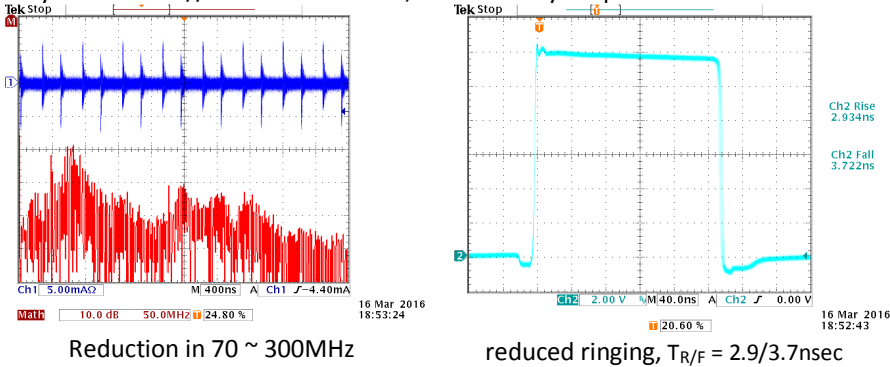 Tek Stop
M
T
1
Ch1 5.00mAΩ M 400ns A Ch1 -4.40mA
Math 10.0 dB 50.0MHz T 24.80 %
16 Mar 2016
18:53:24
Reduction in 70 ~ 300MHz
Tek Stop
T
T
Ch2 Rise
2.934ns
Ch2 Fall
3.722ns
2
Ch2 2.00 V M 40.0ns A Ch2 0.00 V
T 20.60 %
16 Mar 2016
18:52:43
reduced ringing, TR/F = 2.9/3.7nsec